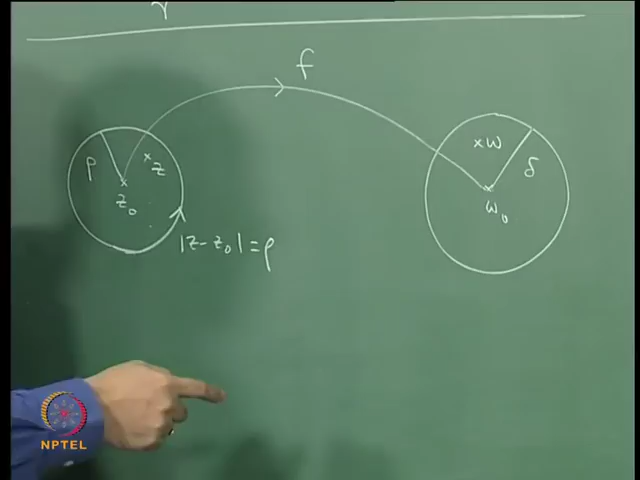 f
ρ
×z
z₀
|z-z₀|=ρ
×w
δ
w₀
NPTEL